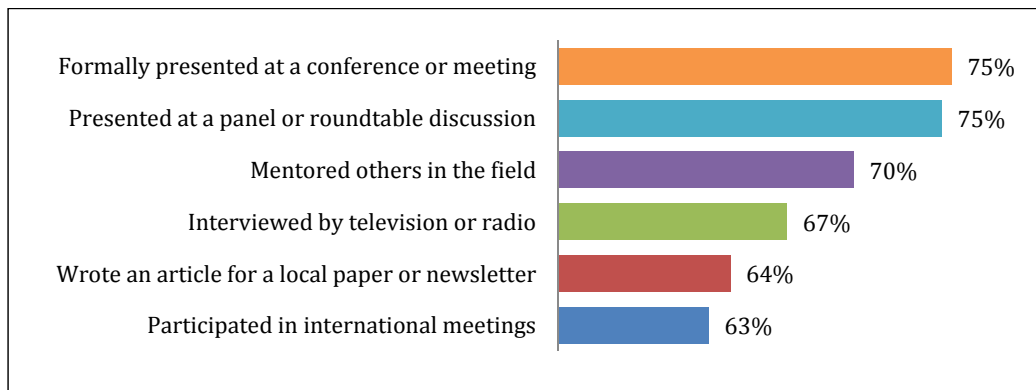 Formally presented at a conference or meeting 75%
Presented at a panel or roundtable discussion 75%
Mentored others in the field 70%
Interviewed by television or radio 67%
Wrote an article for a local paper or newsletter 64%
Participated in international meetings 63%